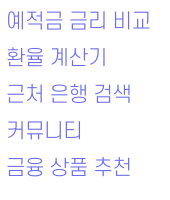 예적금 금리 비교
환율 계산기
근처 은행 검색
커뮤니티
금융 상품 추천